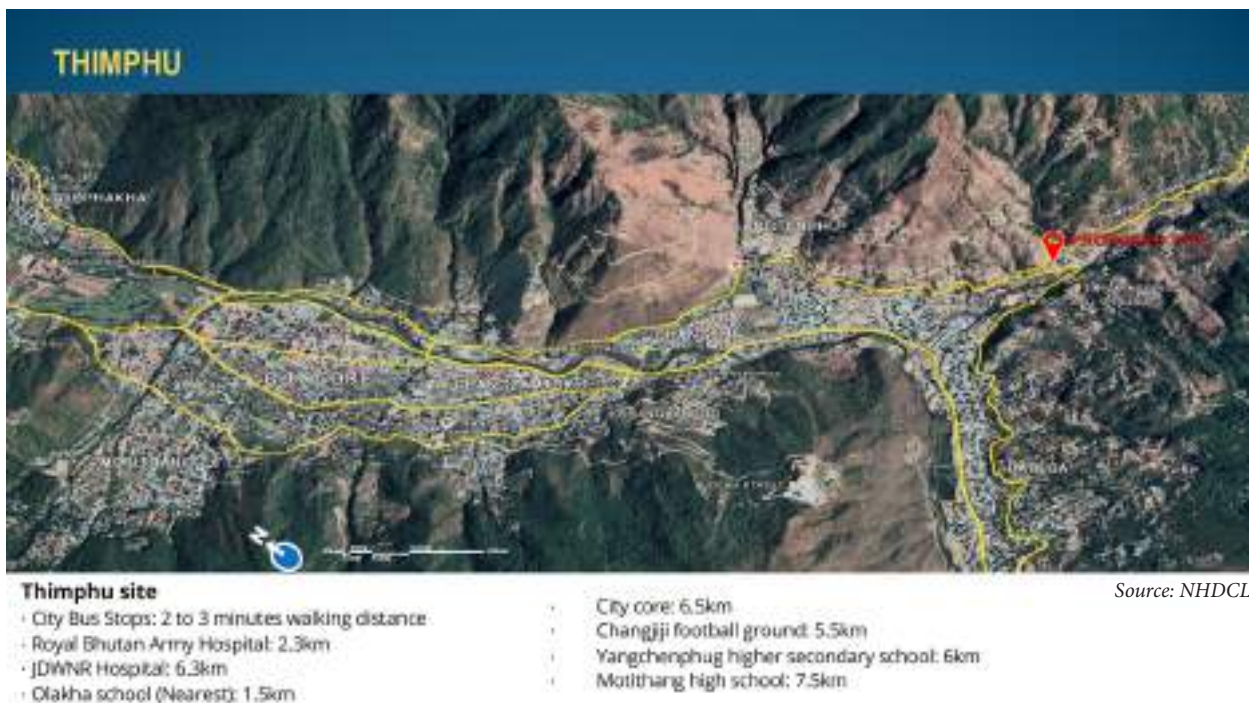 THIMPHU
N
Thimphu site
· City Bus Stops: 2 to 3 minutes walking distance
· Royal Bhutan Army Hospital: 2.3km
· JDWNR Hospital: 6.3km
· Olakha school (Nearest): 1.5km
Source: NHDCL
· City core: 6.5km
· Changjiji football ground: 5.5km
· Yangchenphug higher secondary school: 6km
· Motithang high school: 7.5km